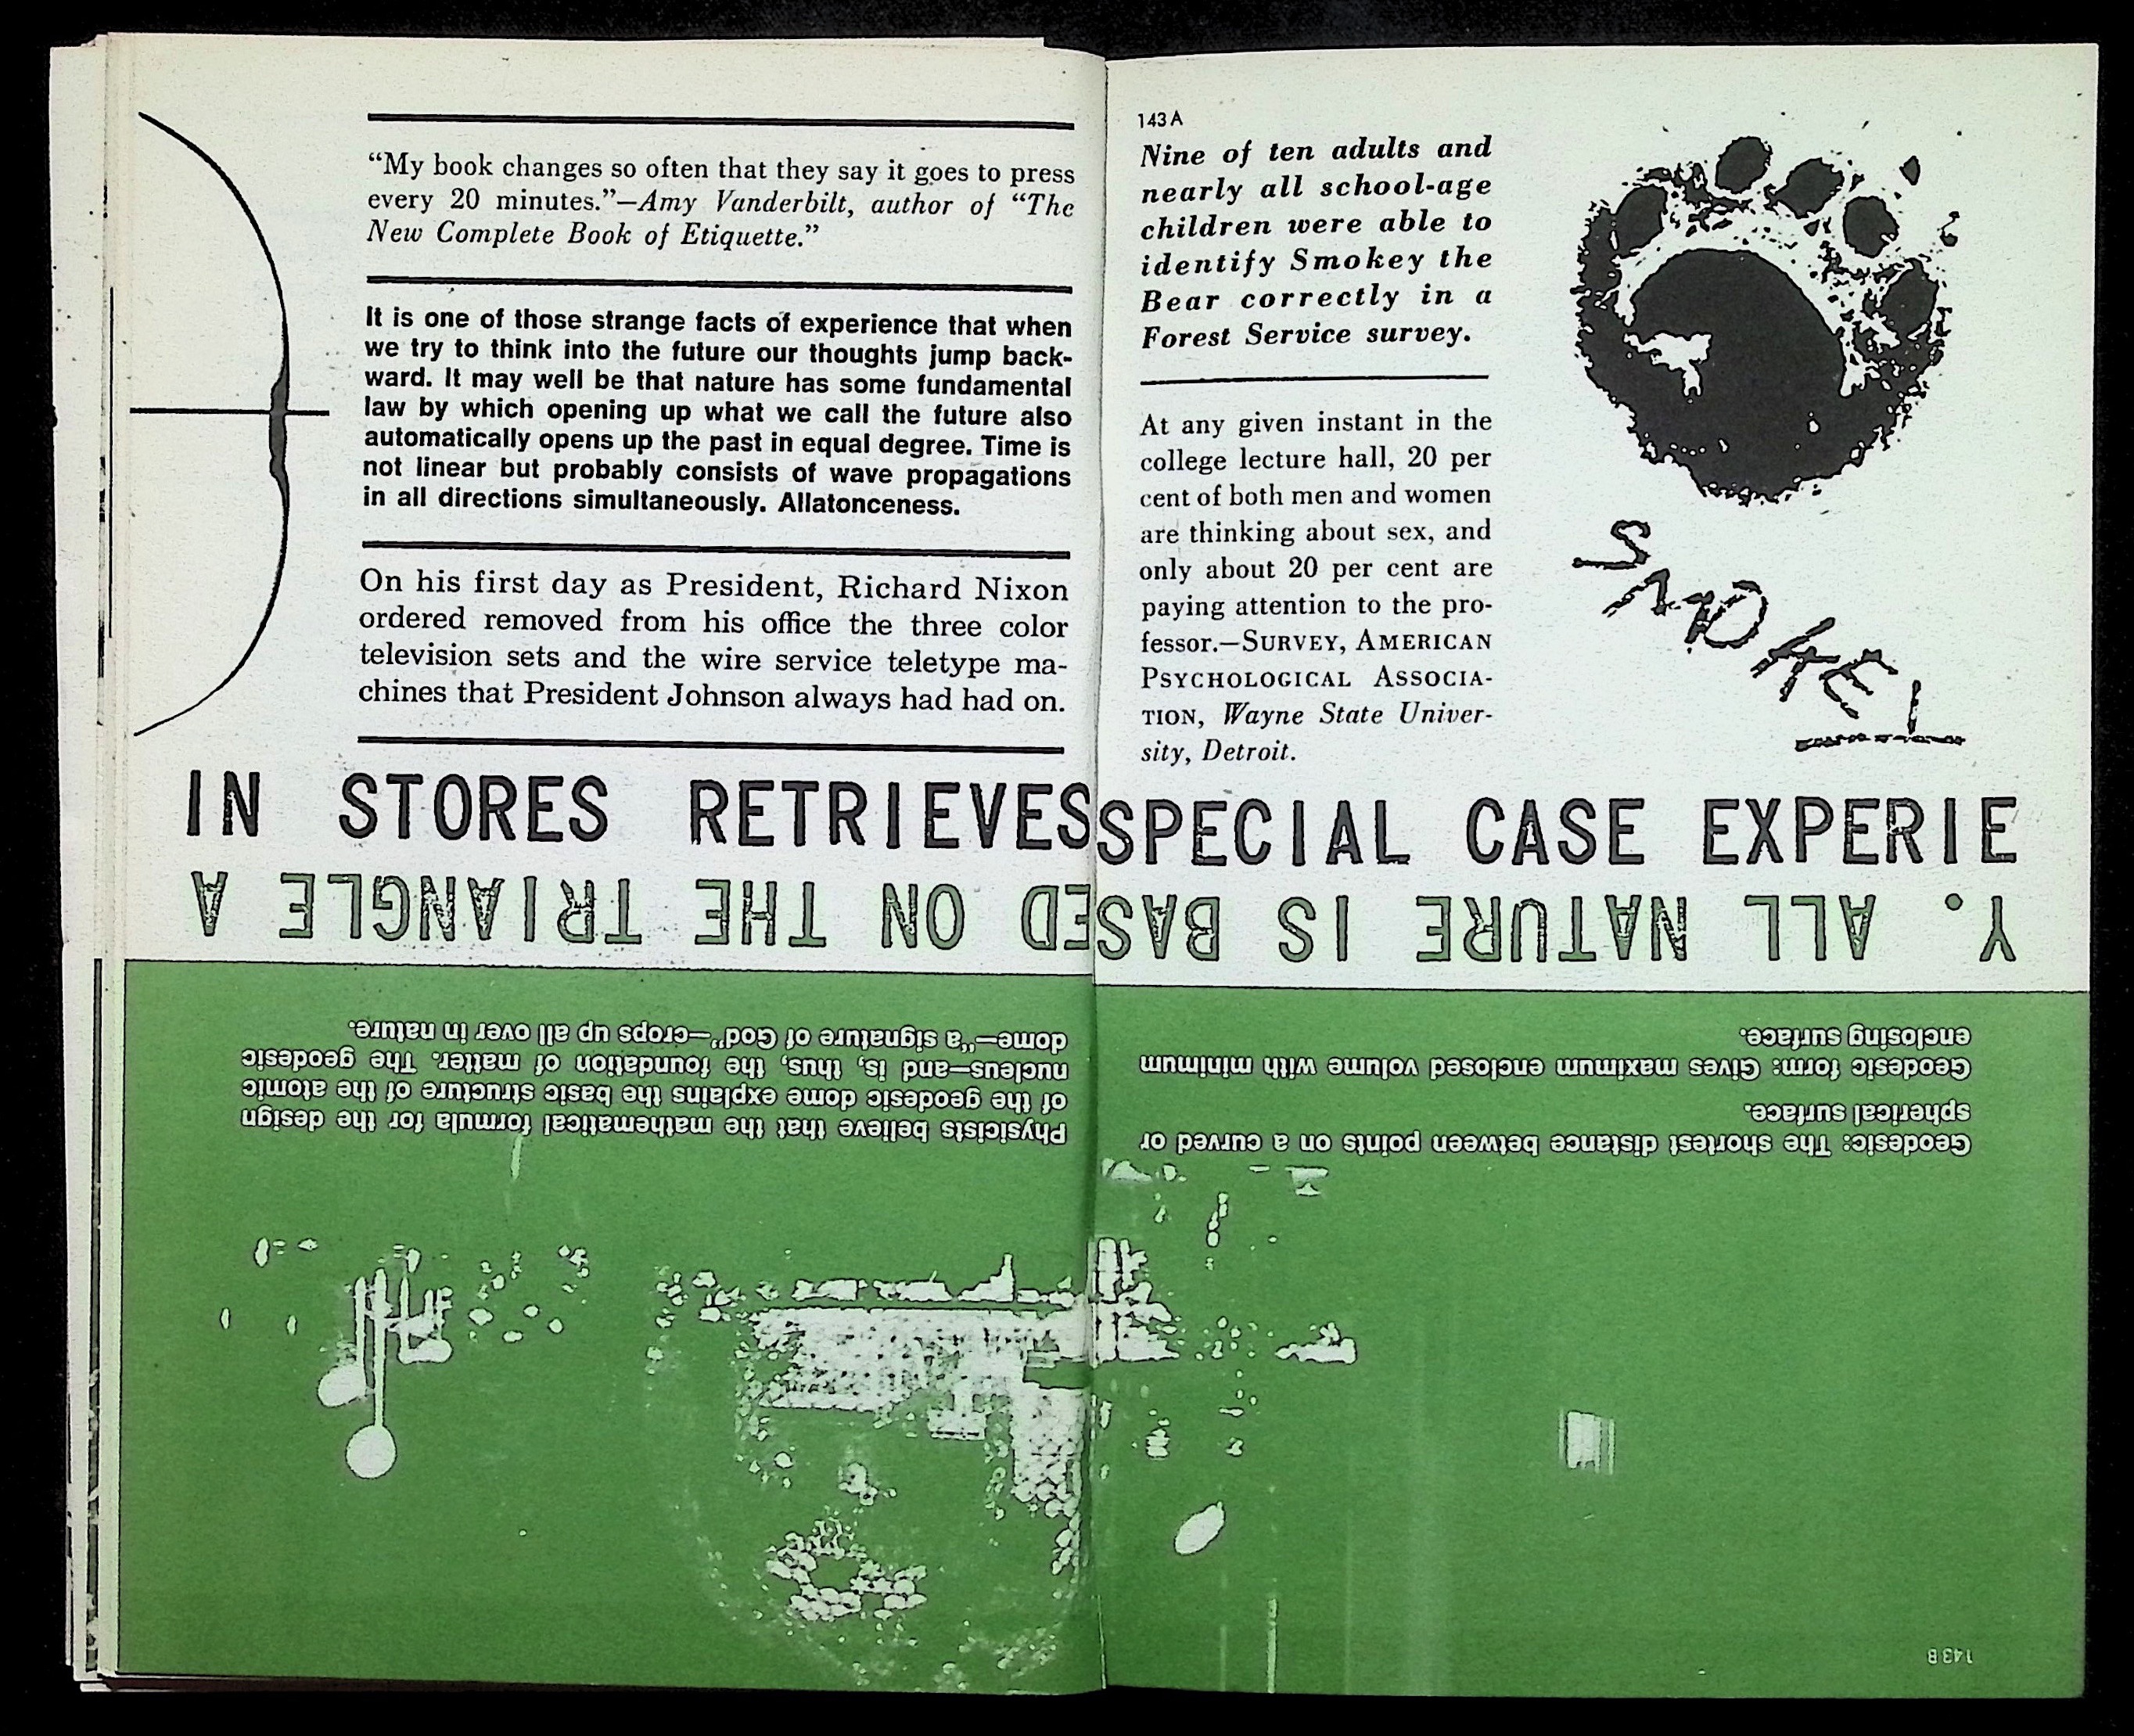 “My book changes so often that they say it goes to press
every 20 minutes.”—Amy Vanderbilt, author of “The
New Complete Book of Etiquette.”
It is one of those strange facts of experience that when
we try to think into the future our thoughts jump back-
ward. It may well be that nature has some fundamental
law by which opening up what we call the future also
automatically opens up the past in equal degree. Time is
not linear but probably consists of wave propagations
in all directions simultaneously. Allatonceness.
On his first day as President, Richard Nixon
ordered removed from his office the three color
television sets and the wire service teletype ma-
chines that President Johnson always had had on.
143 A
Nine of ten adults and
nearly all school-age
children were able to
identify Smokey the
Bear correctly in a
Forest Service survey.
At any given instant in the
college lecture hall, 20 per
cent of both men and women
are thinking about sex, and
only about 20 per cent are
paying attention to the pro-
fessor.—SURVEY, AMERICAN
PSYCHOLOGICAL ASSOCIA-
TION, Wayne State Univer-
sity, Detroit.
IN STORES RETRIEVES SPECIAL CASE EXPERIE
Y. ALL NATURE IS BASED ON THE TRIANGLE A
Geodesic: The shortest distance between points on a curved or
spherical surface.
Geodesic form: Gives maximum enclosed volume with minimum
enclosing surface.
Physicists believe that the mathematical formula for the design
of the geodesic dome explains the basic structure of the atomic
nucleus—and is, thus, the foundation of matter. The geodesic
dome—“a signature of God”—crops up all over in nature.
143 B